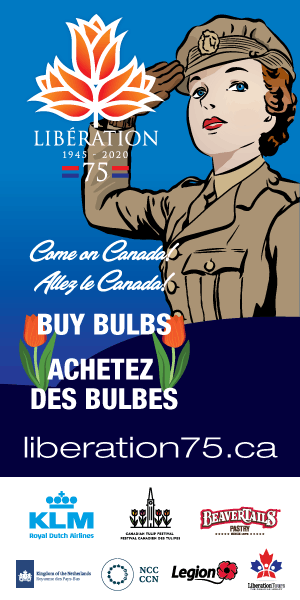 LIBÉRATION
1945 - 2020
75
Come on Canada!
Allez le Canada!
BUY BULBS
ACHETEZ
DES BULBES
liberation75.ca
KLM
Royal Dutch Airlines
CANADIAN TULIP FESTIVAL
FESTIVAL CANADIEN DES TULIPES
BEAVERTAILS
PASTRY
Kingdom of the Netherlands
Royaume des Pays-Bas
NCC
CCN
Legion
Liberation Tours